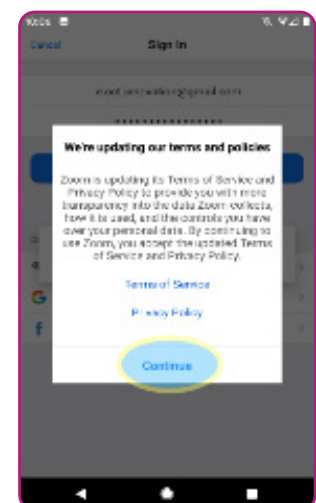 10:06
Cancel Sign In
We're updating our terms and policies
Zoom is updating its Terms of Service and
Privacy Policy to provide you with more
transparency into the data Zoom collects,
how it is used, and the controls you have
over your personal data. By continuing to
use Zoom, you accept the updated Terms
of Service and Privacy Policy.
Terms of Service
Privacy Policy
Continue